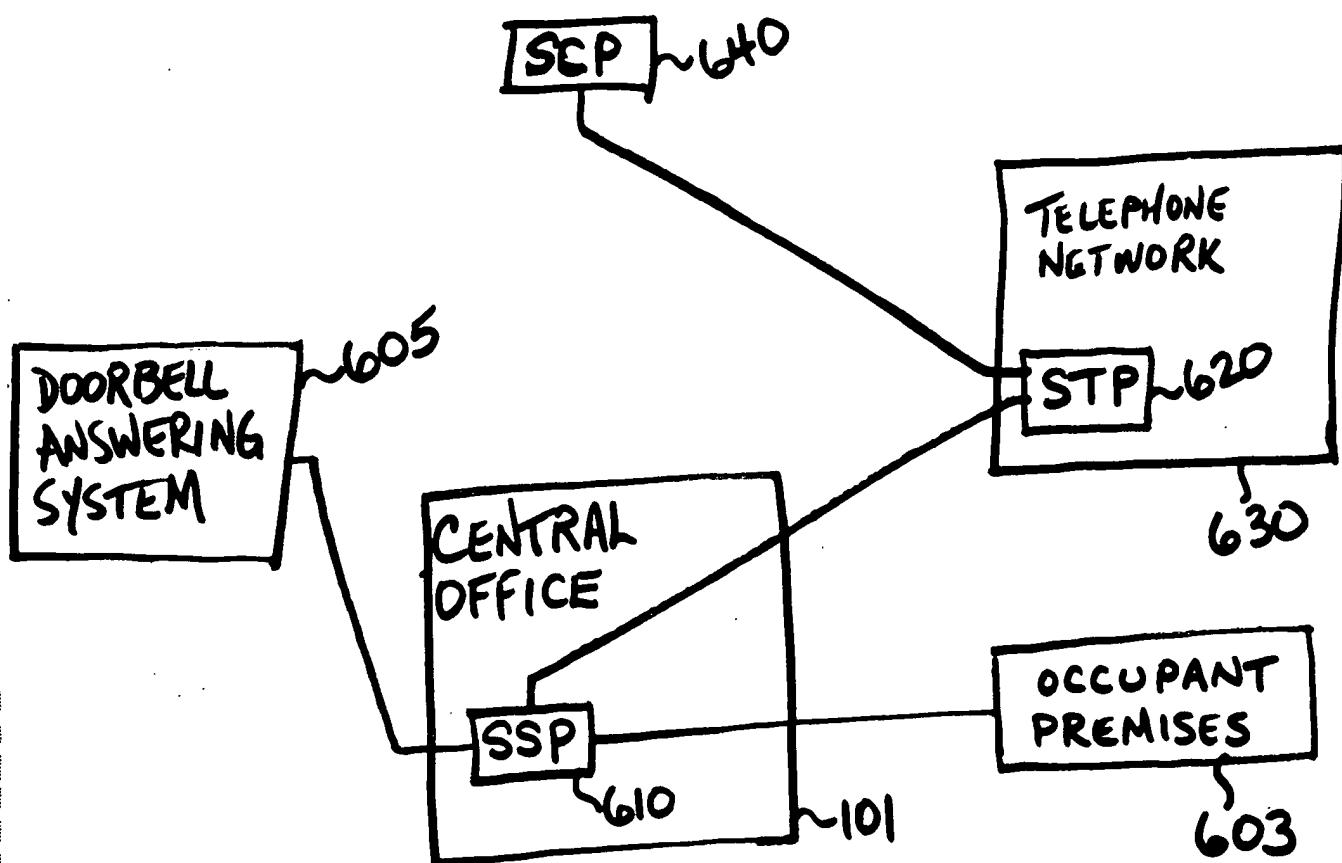 SCP
640
TELEPHONE
NETWORK
STP
620
630
605
DOORBELL
ANSWERING
SYSTEM
CENTRAL
OFFICE
SSP
610
101
OCCUPANT
PREMISES
603